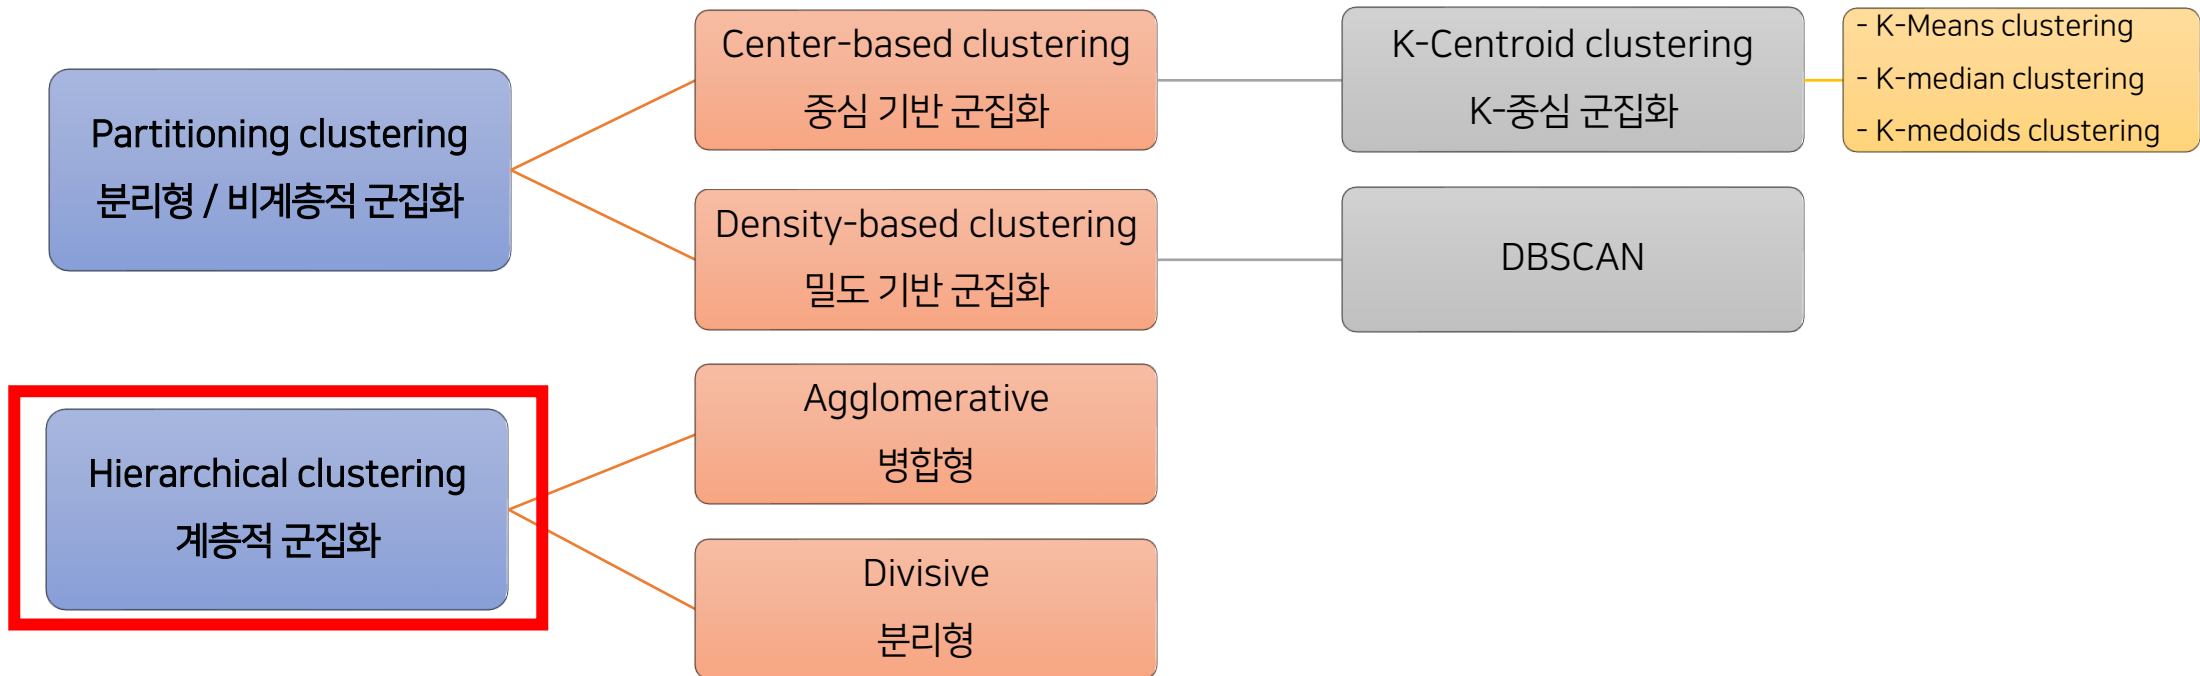 Partitioning clustering
분리형 / 비계층적 군집화
Center-based clustering
중심 기반 군집화
K-Centroid clustering
K-중심 군집화
- K-Means clustering
- K-median clustering
- K-medoids clustering
Density-based clustering
밀도 기반 군집화
DBSCAN
Hierarchical clustering
계층적 군집화
Agglomerative
병합형
Divisive
분리형